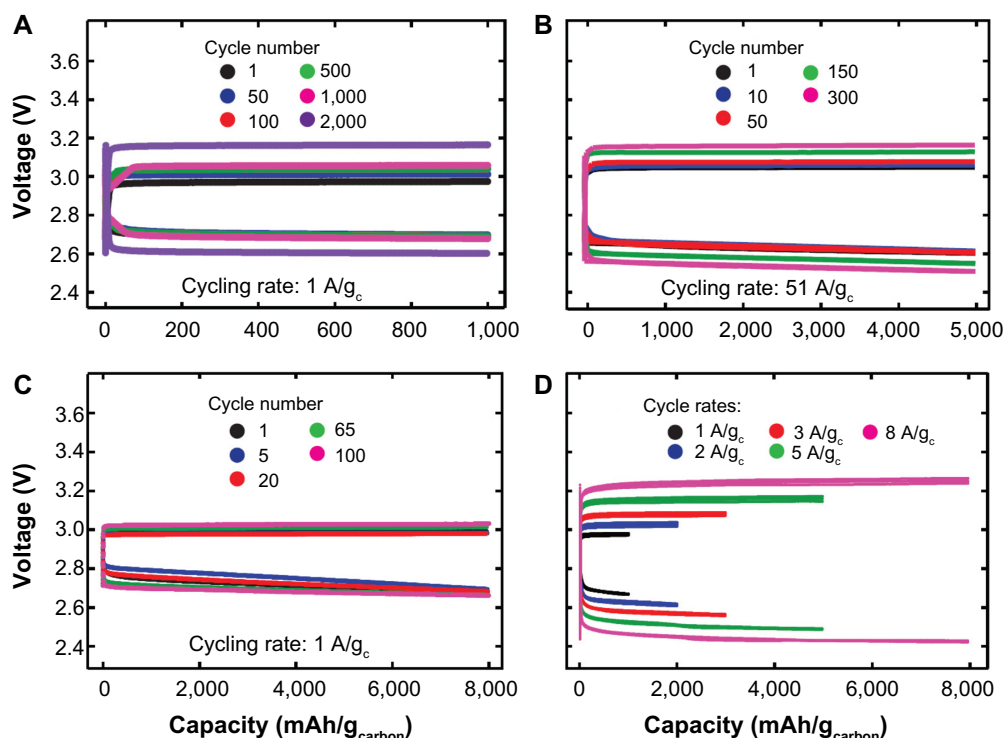 A
Voltage (V)
3.6
3.2
3.0
2.8
2.6
2.4
Cycle number
1
50
100
500
1,000
2,000
Cycling rate: 1 A/gc
0
200
400
600
800
1,000
B
Cycle number
1
10
50
150
300
Cycling rate: 51 A/gc
0
1,000
2,000
3,000
4,000
5,000
C
Voltage (V)
3.6
3.2
3.0
2.8
2.6
2.4
Cycle number
1
5
20
65
100
Cycling rate: 1 A/gc
0
2,000
4,000
6,000
8,000
Capacity (mAh/gcarbon)
D
Cycle rates:
1 A/gc
2 A/gc
3 A/gc
5 A/gc
8 A/gc
0
2,000
4,000
6,000
8,000
Capacity (mAh/gcarbon)